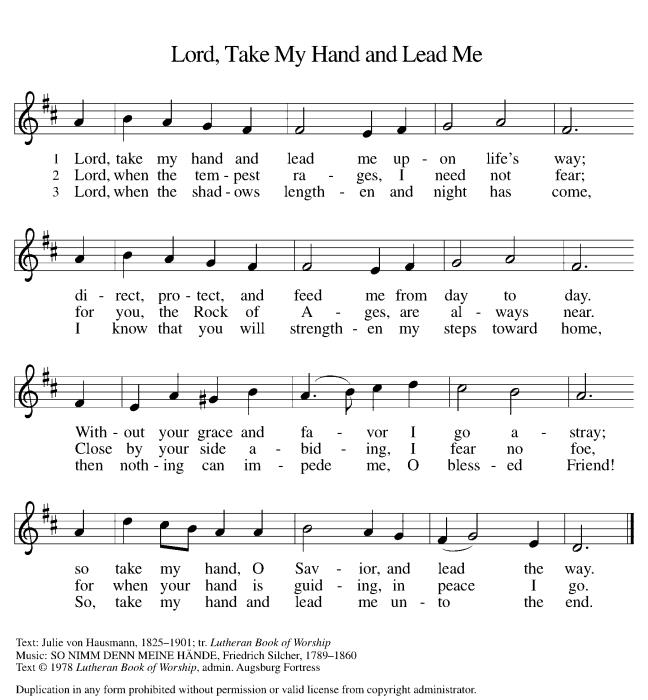 Lord, Take My Hand and Lead Me
1 Lord, take my hand and lead me up - on life's way;
2 Lord, when the tem - pest ra - ges, I need not fear;
3 Lord, when the shad - ows length - en and night has come,
di - rect, pro - tect, and feed me from day to day.
for you, the Rock of A - ges, are al - ways near.
I know that you will strength - en my steps toward home,
With - out your grace and fa - vor I go a - stray;
Close by your side a - bid - ing, I fear no foe,
then noth - ing can im - pede me, O bless - ed Friend!
so take my hand, O Sav - ior, and lead the way.
for when your hand is guid - ing, in peace I go.
So, take my hand and lead me un - to the end.
Text: Julie von Hausmann, 1825–1901; tr. Lutheran Book of Worship
Music: SO NIMM DENN MEINE HÄNDE, Friedrich Silcher, 1789–1860
Text © 1978 Lutheran Book of Worship, admin. Augsburg Fortress
Duplication in any form prohibited without permission or valid license from copyright administrator.